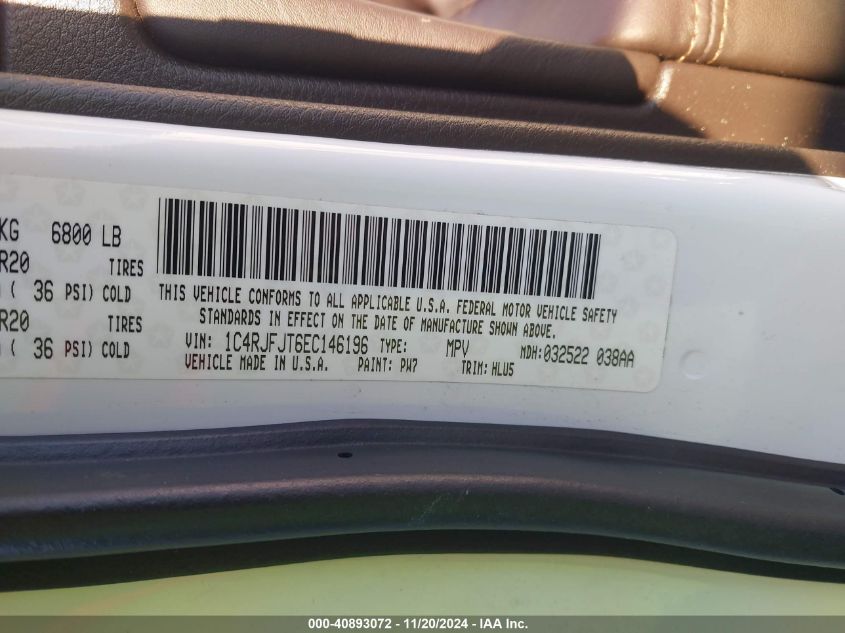 KG 6800 LB
R20 TIRES
( 36 PSI) COLD
R20 TIRES
( 36 PSI) COLD
THIS VEHICLE CONFORMS TO ALL APPLICABLE U.S.A. FEDERAL MOTOR VEHICLE SAFETY
STANDARDS IN EFFECT ON THE DATE OF MANUFACTURE SHOWN ABOVE.
VIN: 1C4RJFJT6EC146196 TYPE: MPV MDH:032522 038AA
VEHICLE MADE IN U.S.A. PAINT: PW7 TRIM: HLU5
000-40893072 - 11/20/2024 - IAA Inc.